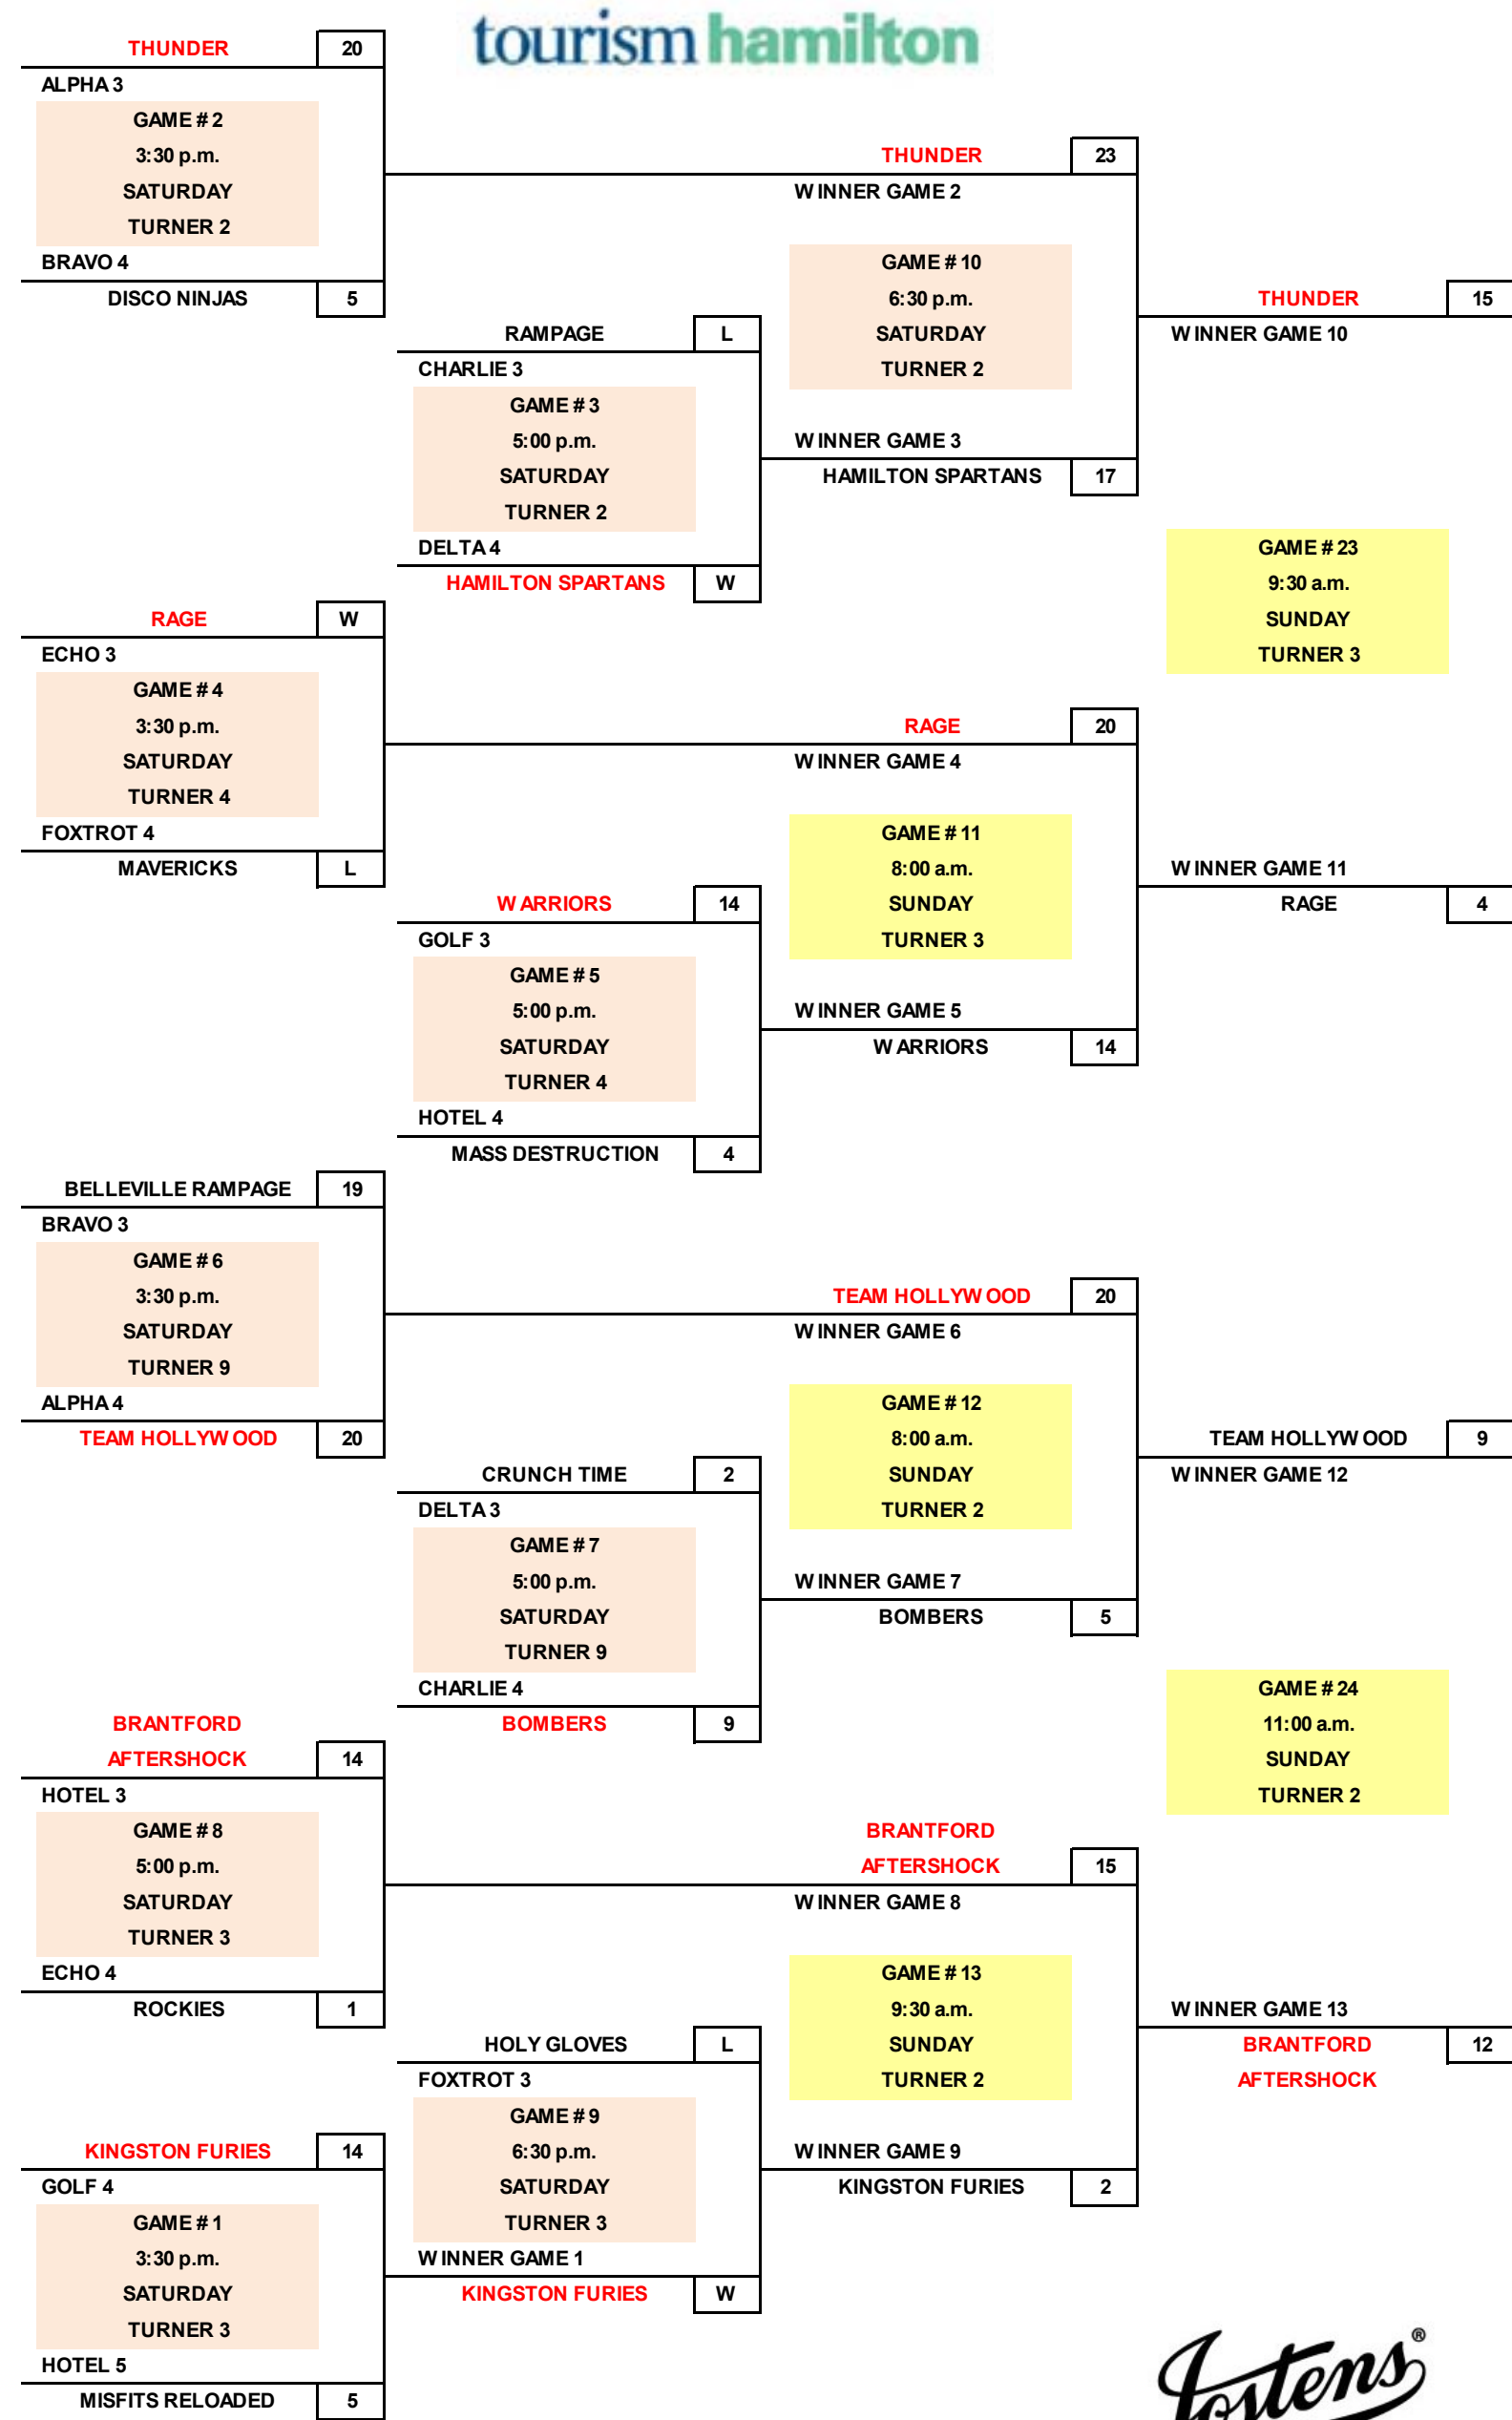 tourism hamilton
THUNDER 20
ALPHA 3
GAME # 2
3:30 p.m.
SATURDAY
TURNER 2
BRAVO 4
DISCO NINJAS 5
RAMPAGE L
CHARLIE 3
GAME # 3
5:00 p.m.
SATURDAY
TURNER 2
DELTA 4
HAMILTON SPARTANS W
RAGE W
ECHO 3
GAME # 4
3:30 p.m.
SATURDAY
TURNER 4
FOXTROT 4
MAVERICKS L
WARRIORS 14
GOLF 3
GAME # 5
5:00 p.m.
SATURDAY
TURNER 4
HOTEL 4
MASS DESTRUCTION 4
BELLEVILLE RAMPAGE 19
BRAVO 3
GAME # 6
3:30 p.m.
SATURDAY
TURNER 9
ALPHA 4
TEAM HOLLYWOOD 20
CRUNCH TIME 2
DELTA 3
GAME # 7
5:00 p.m.
SATURDAY
TURNER 9
CHARLIE 4
BOMBERS 9
BRANTFORD
AFTERSHOCK 14
HOTEL 3
GAME # 8
5:00 p.m.
SATURDAY
TURNER 3
ECHO 4
ROCKIES 1
HOLY GLOVES L
FOXTROT 3
GAME # 9
6:30 p.m.
SATURDAY
TURNER 3
WINNER GAME 1
KINGSTON FURIES W
KINGSTON FURIES 14
GOLF 4
GAME # 1
3:30 p.m.
SATURDAY
TURNER 3
HOTEL 5
MISFITS RELOADED 5
THUNDER 23
WINNER GAME 2
GAME # 10
6:30 p.m.
SATURDAY
TURNER 2
WINNER GAME 3
HAMILTON SPARTANS 17
RAGE 20
WINNER GAME 4
GAME # 11
8:00 a.m.
SUNDAY
TURNER 3
WINNER GAME 5
WARRIORS 14
TEAM HOLLYWOOD 20
WINNER GAME 6
GAME # 12
8:00 a.m.
SUNDAY
TURNER 2
WINNER GAME 7
BOMBERS 5
BRANTFORD
AFTERSHOCK 15
WINNER GAME 8
GAME # 13
9:30 a.m.
SUNDAY
TURNER 2
WINNER GAME 9
KINGSTON FURIES 2
THUNDER 15
WINNER GAME 10
GAME # 23
9:30 a.m.
SUNDAY
TURNER 3
WINNER GAME 11
RAGE 4
TEAM HOLLYWOOD 9
WINNER GAME 12
GAME # 24
11:00 a.m.
SUNDAY
TURNER 2
WINNER GAME 13
BRANTFORD 12
AFTERSHOCK
Jostens®